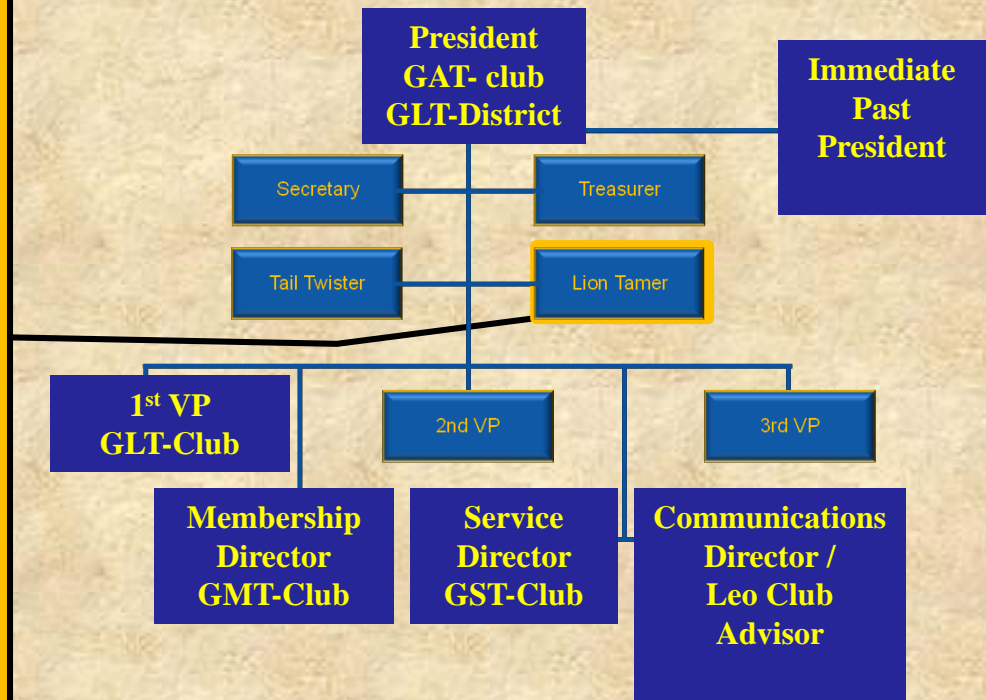 President
GAT- club
GLT-District
Immediate
Past
President
Secretary
Treasurer
Tail Twister
Lion Tamer
1st VP
GLT-Club
2nd VP
3rd VP
Membership
Director
GMT-Club
Service
Director
GST-Club
Communications
Director /
Leo Club
Advisor